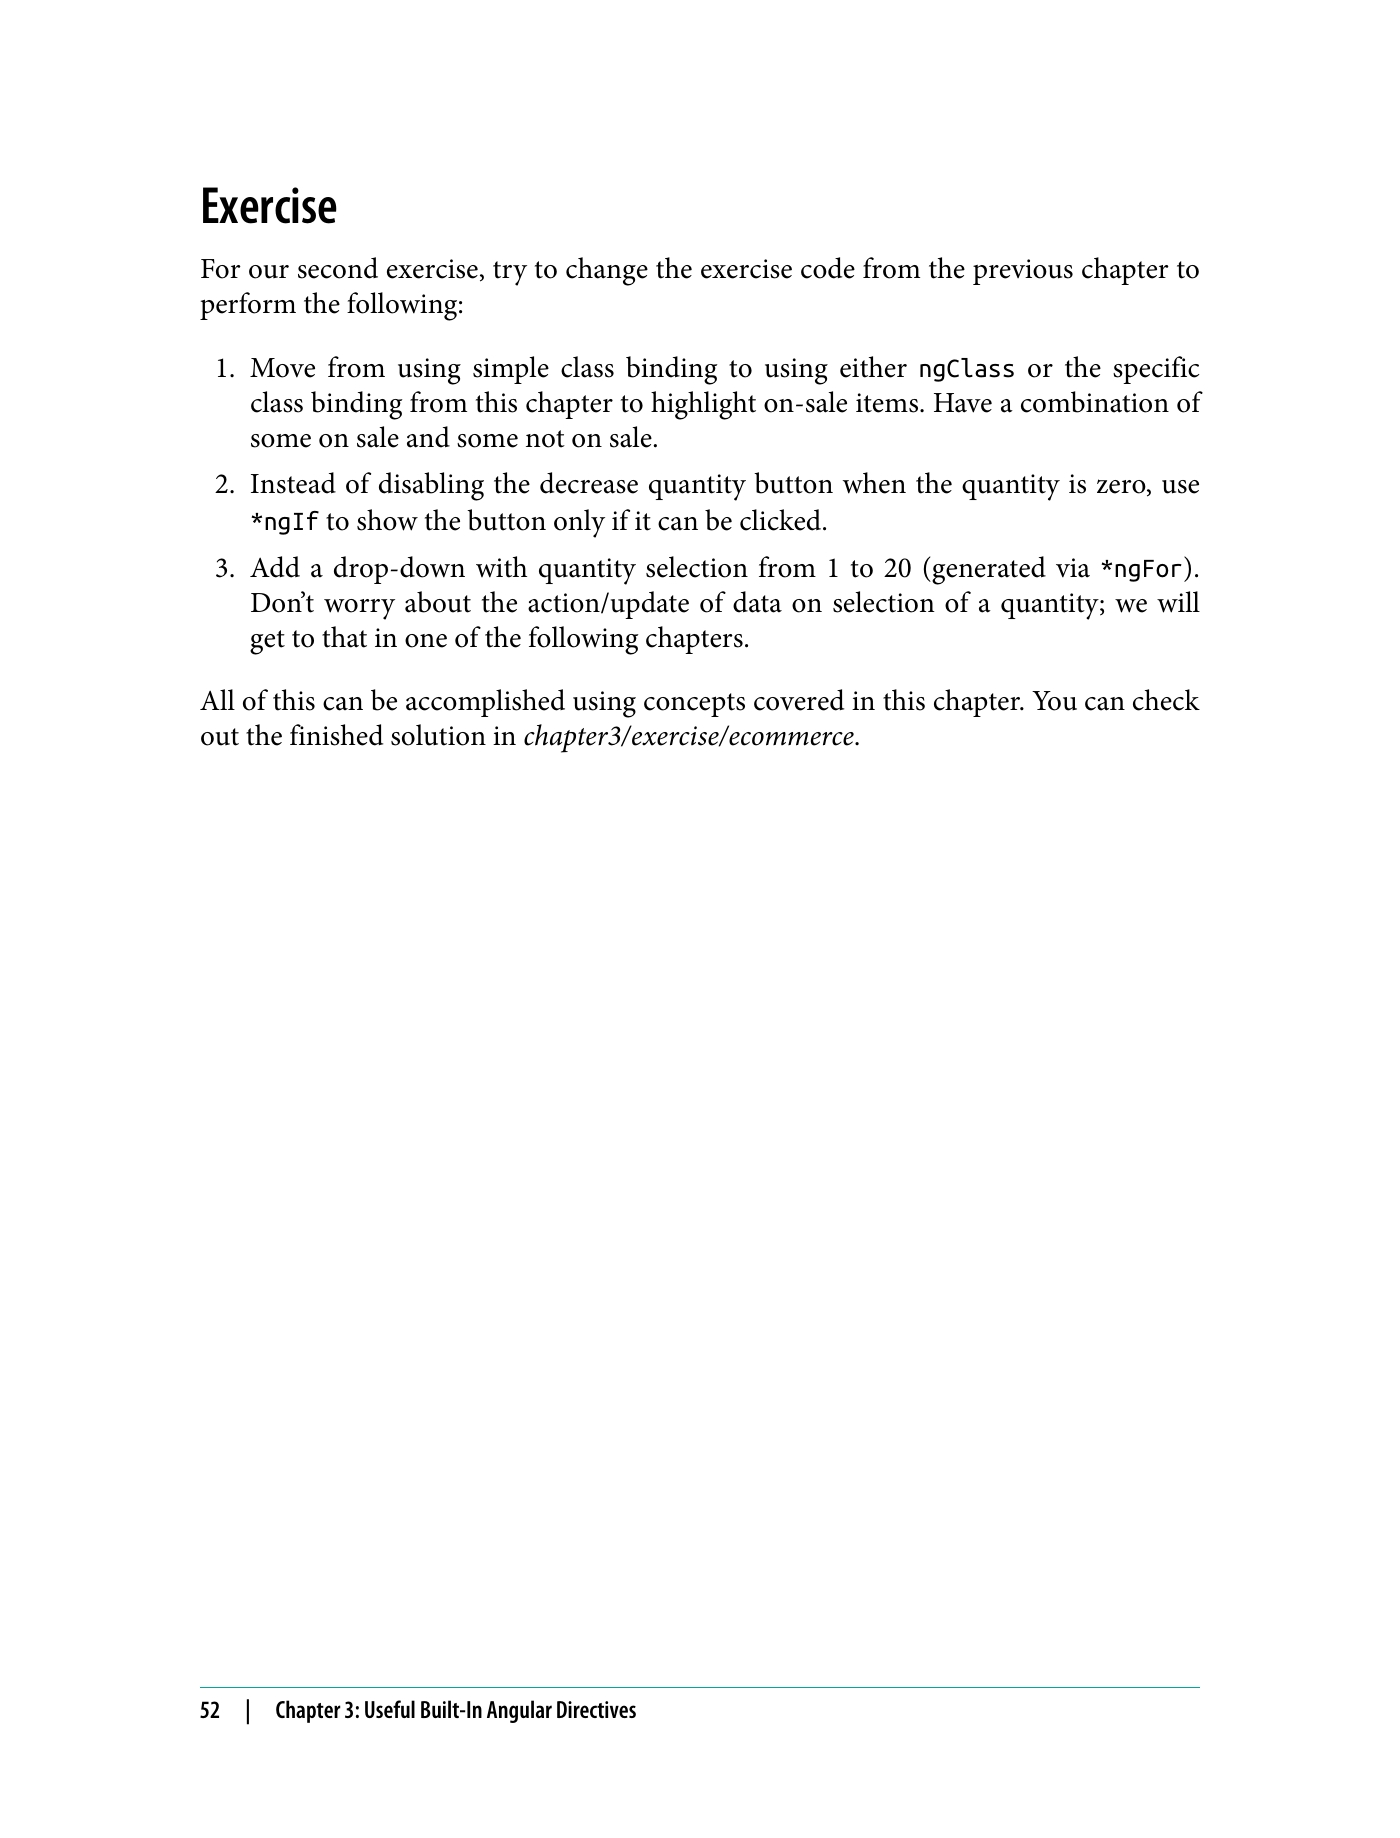 Exercise
For our second exercise, try to change the exercise code from the previous chapter to
perform the following:
1. Move from using simple class binding to using either ngClass or the specific
class binding from this chapter to highlight on-sale items. Have a combination of
some on sale and some not on sale.
2. Instead of disabling the decrease quantity button when the quantity is zero, use
*ngIf to show the button only if it can be clicked.
3. Add a drop-down with quantity selection from 1 to 20 (generated via *ngFor).
Don’t worry about the action/update of data on selection of a quantity; we will
get to that in one of the following chapters.
All of this can be accomplished using concepts covered in this chapter. You can check
out the finished solution in chapter3/exercise/ecommerce.
52 | Chapter 3: Useful Built-In Angular Directives